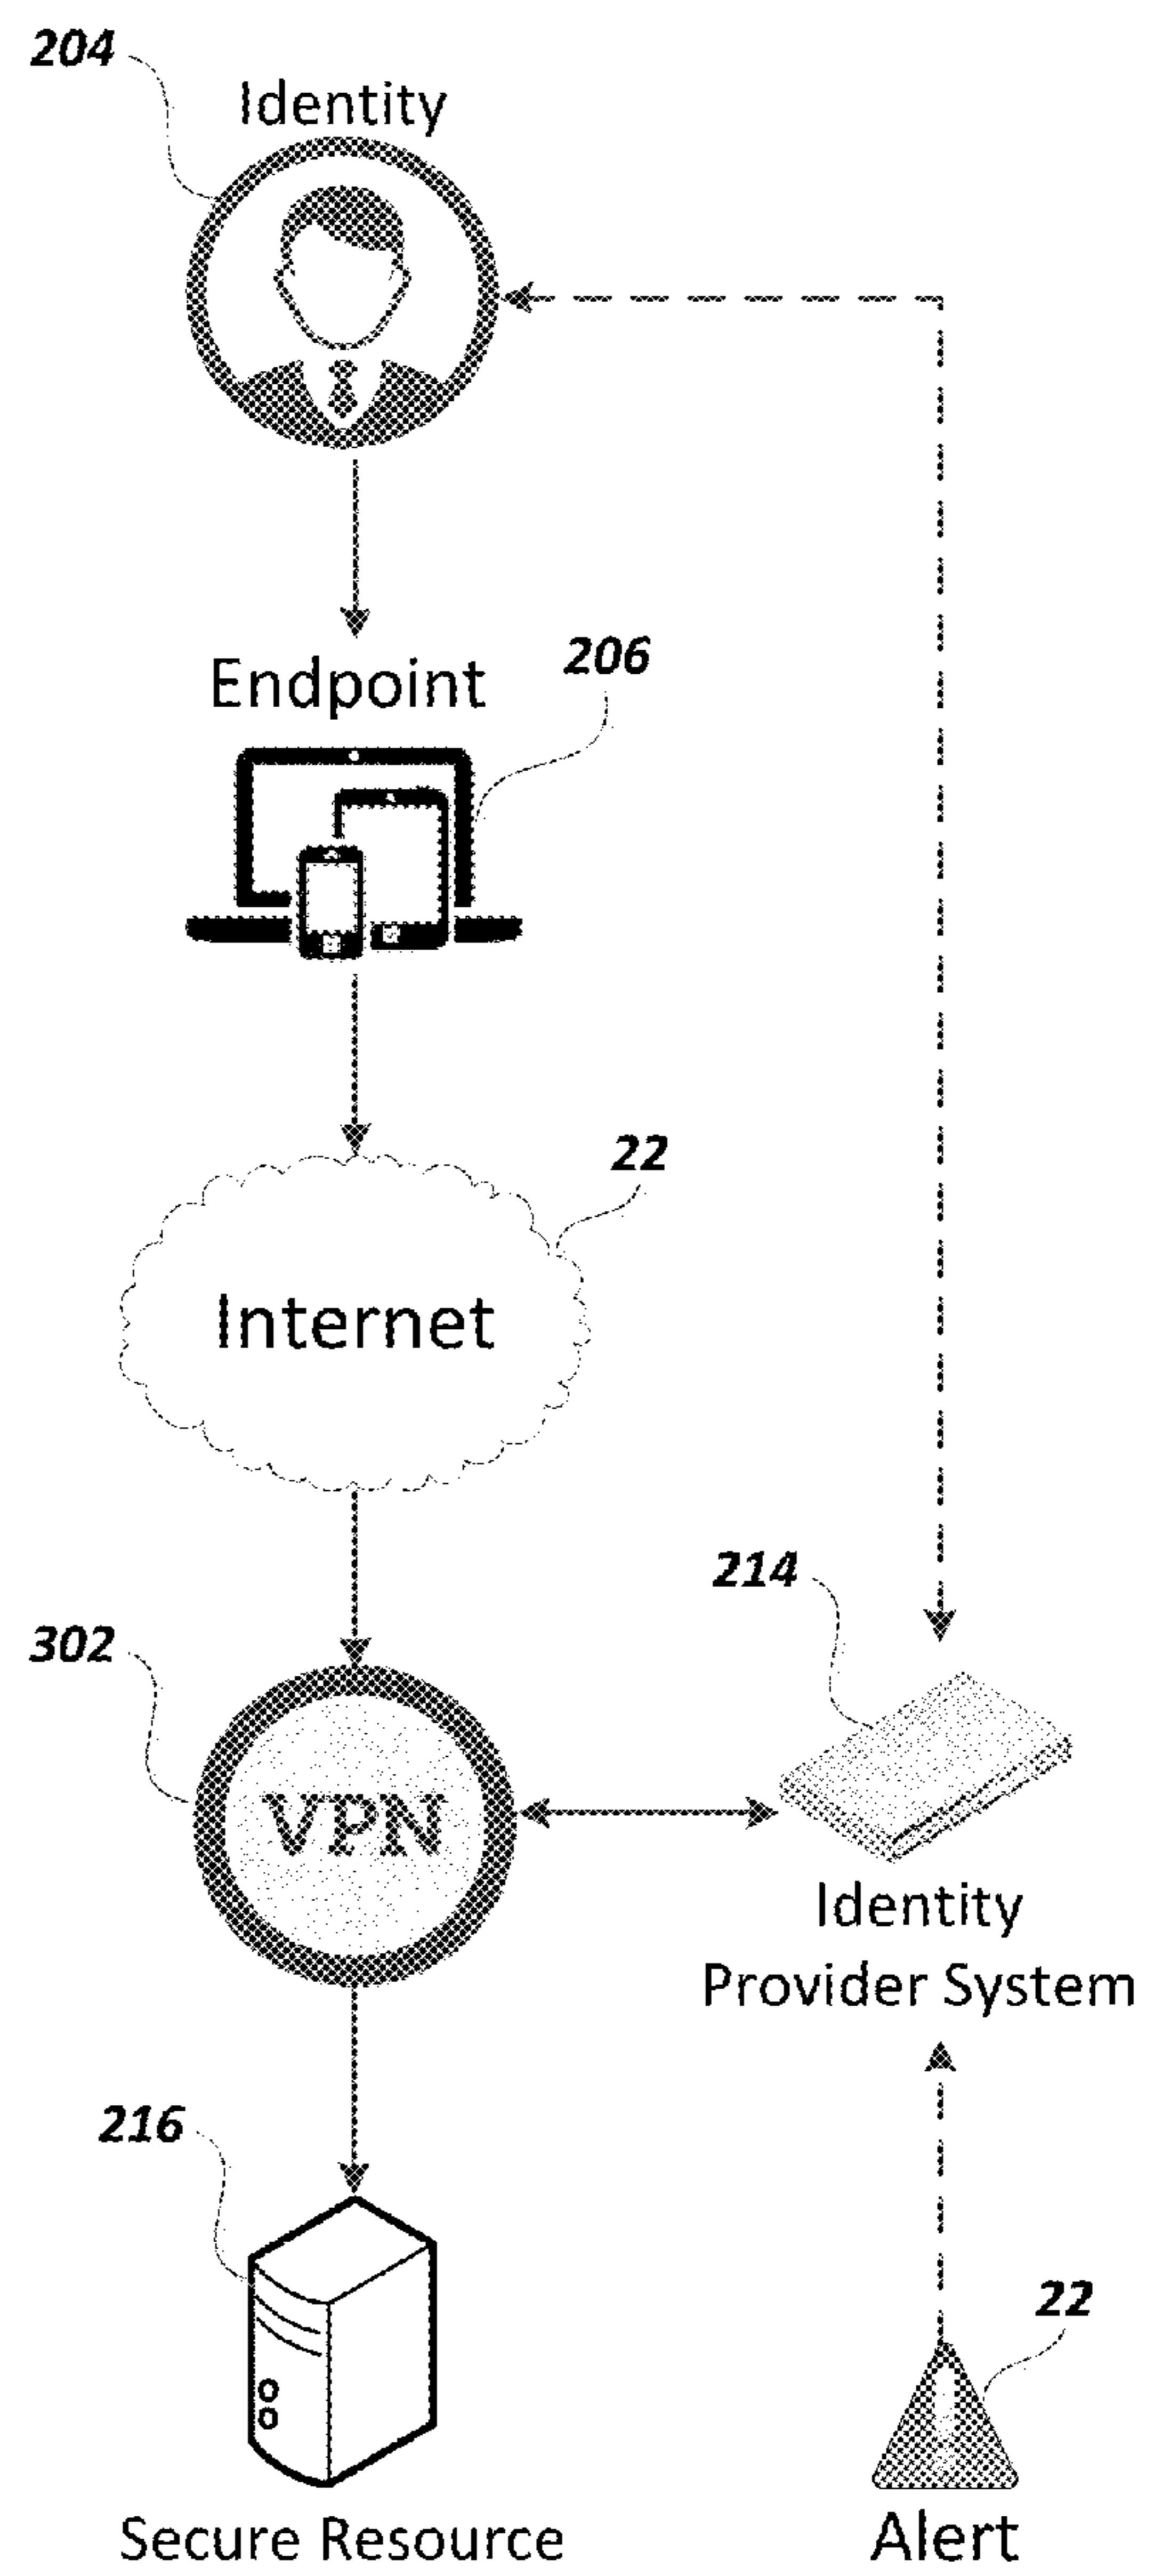 204
Identity
Endpoint
206
22
Internet
214
302
VPN
Identity
Provider System
216
22
Secure Resource
Alert